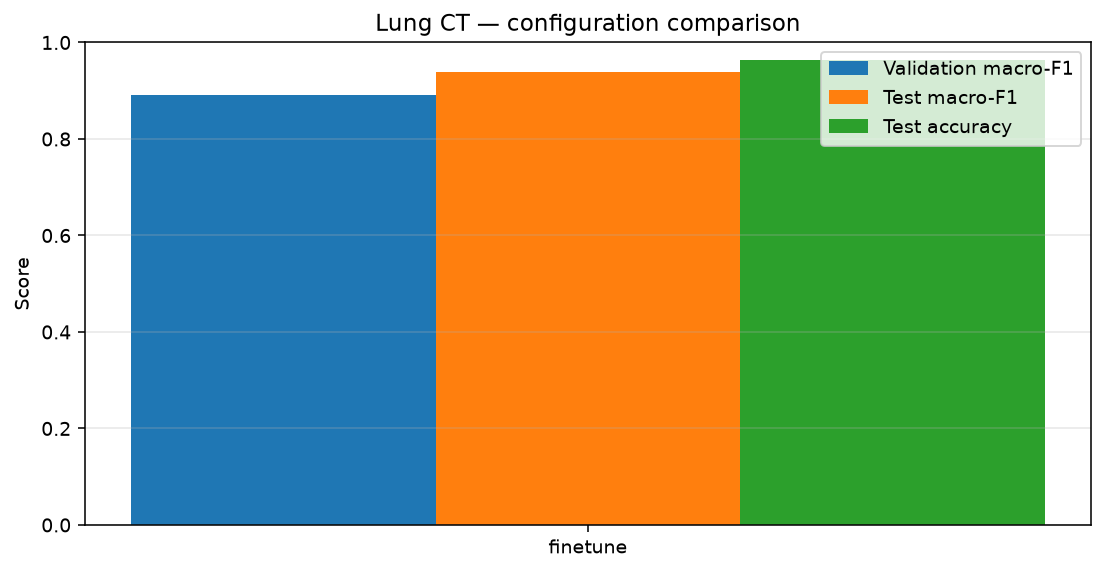 Lung CT — configuration comparison
1.0
0.8
0.6
0.4
0.2
0.0
Score
Validation macro-F1
Test macro-F1
Test accuracy
finetune